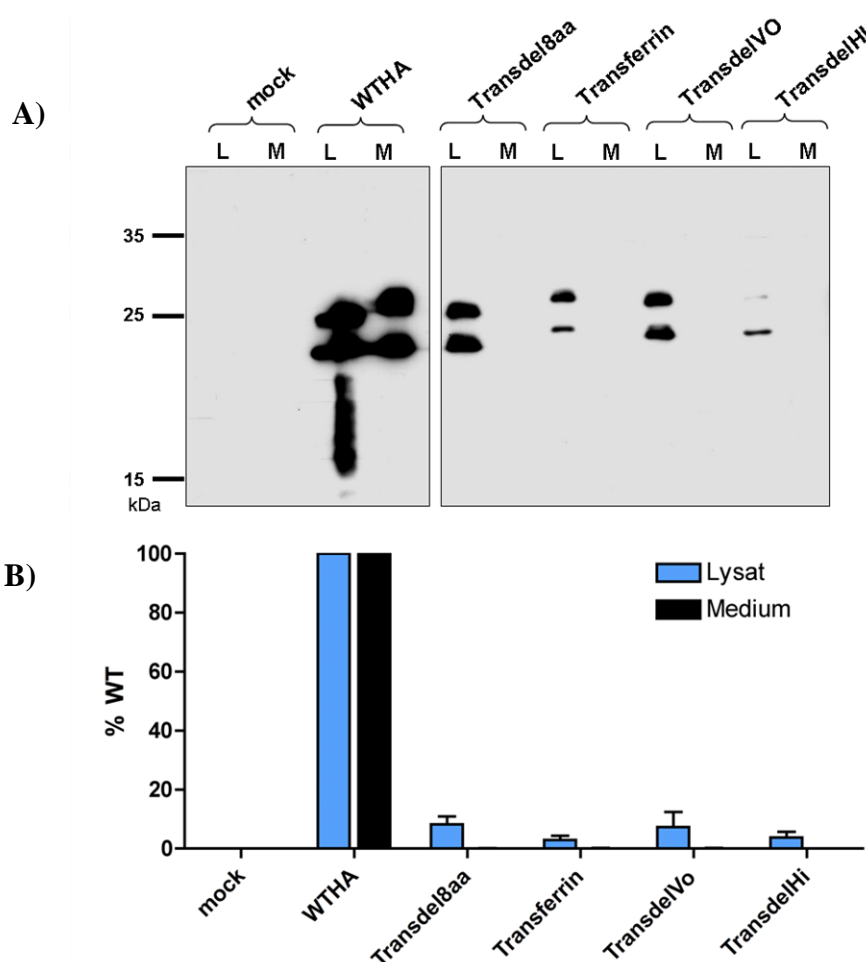 A)
mock WTHA Transdel8aa Transferrin TransdelVO TransdelHI
L M L M L M L M L M L M
35
25
15
kDa
B)
100
80
60
40
20
0
% WT
Lysat
Medium
mock WTHA Transdel8aa Transferrin TransdelVo TransdelHi